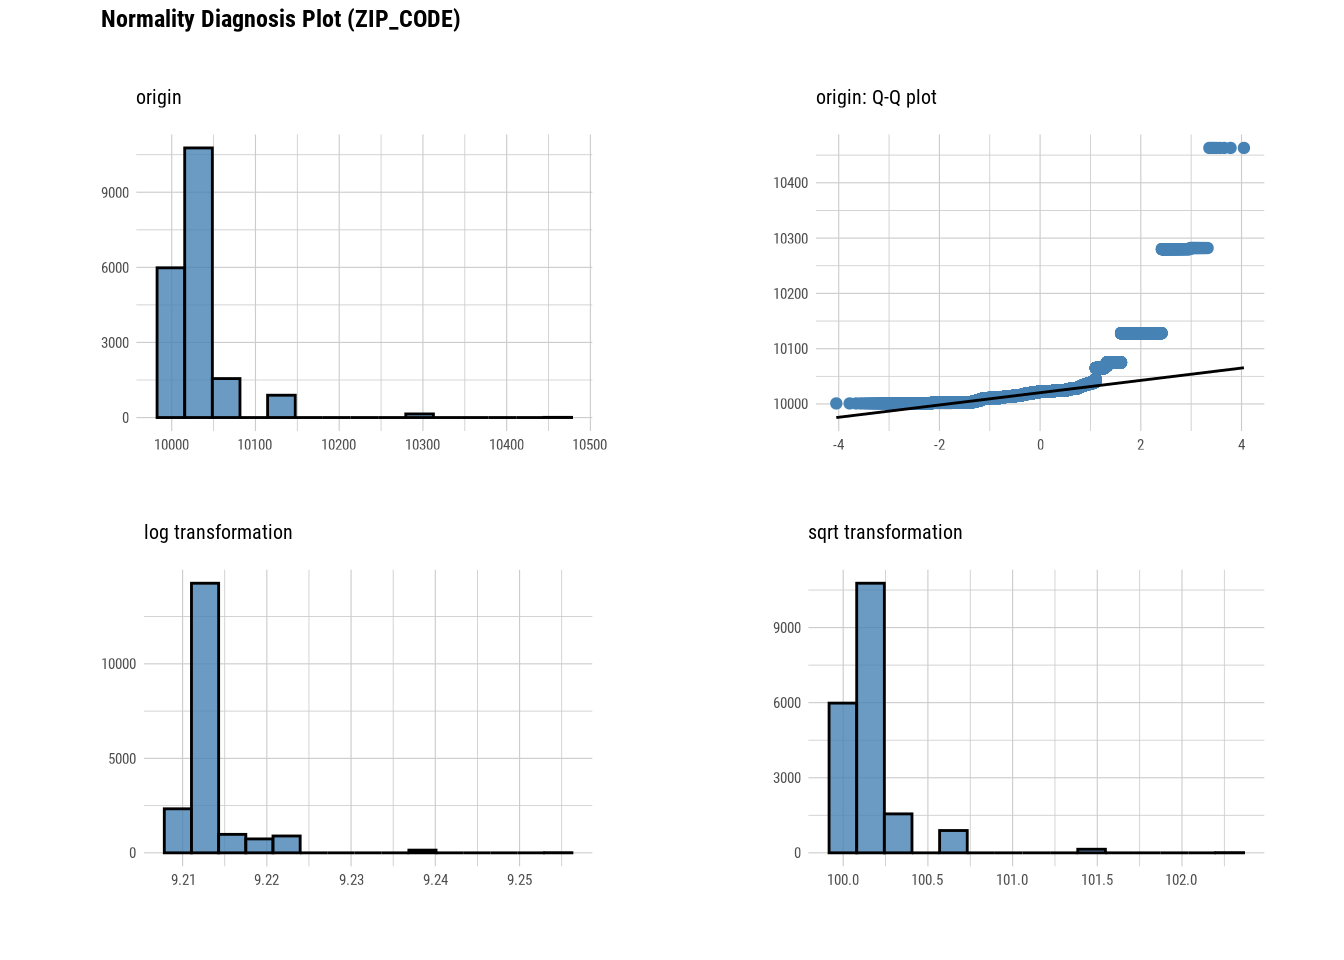 Normality Diagnosis Plot (ZIP_CODE)
origin
9000
6000
3000
0
10000 10100 10200 10300 10400 10500
origin: Q-Q plot
10400
10300
10200
10100
10000
-4 -2 0 2 4
log transformation
10000
5000
0
9.21 9.22 9.23 9.24 9.25
sqrt transformation
9000
6000
3000
0
100.0 100.5 101.0 101.5 102.0